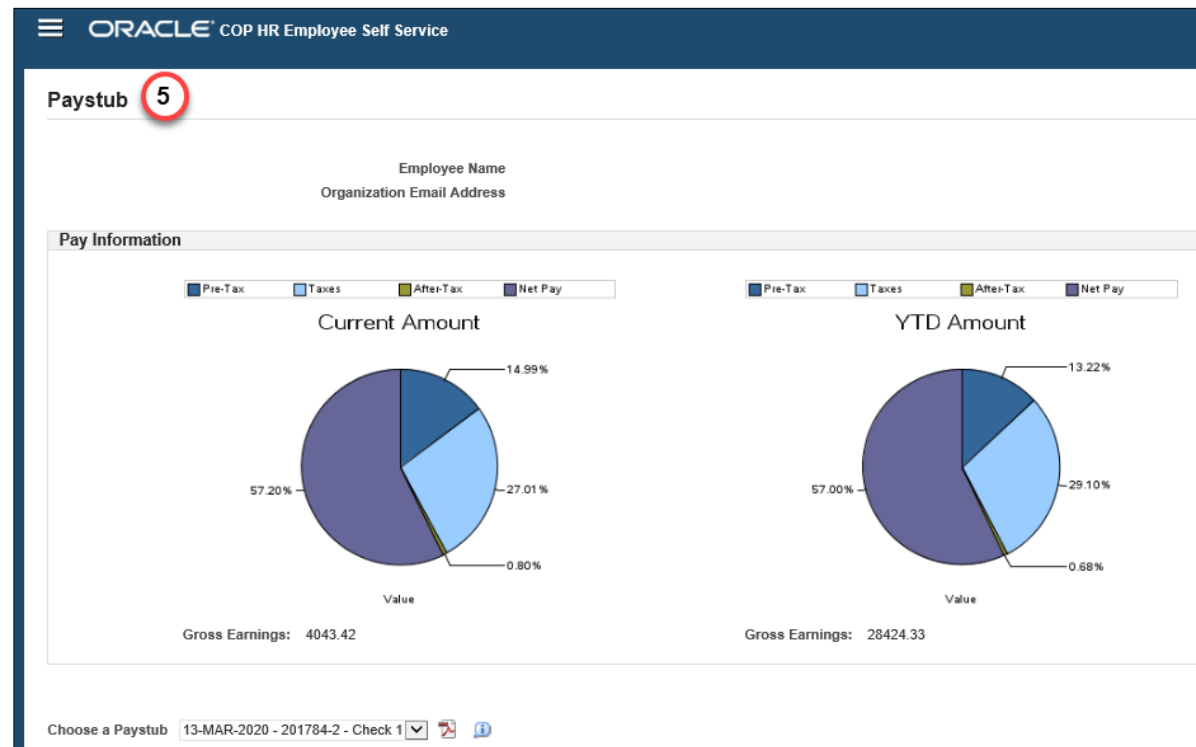 ORACLE COP HR Employee Self Service
Paystub 5
Employee Name
Organization Email Address
Pay Information
Pre-Tax Taxes After-Tax Net Pay
Current Amount
14.99%
57.20%
27.01%
0.80%
Value
Gross Earnings: 4043.42
Pre-Tax Taxes After-Tax Net Pay
YTD Amount
13.22%
57.00%
29.10%
0.68%
Value
Gross Earnings: 28424.33
Choose a Paystub 13-MAR-2020 - 201784-2 - Check 1